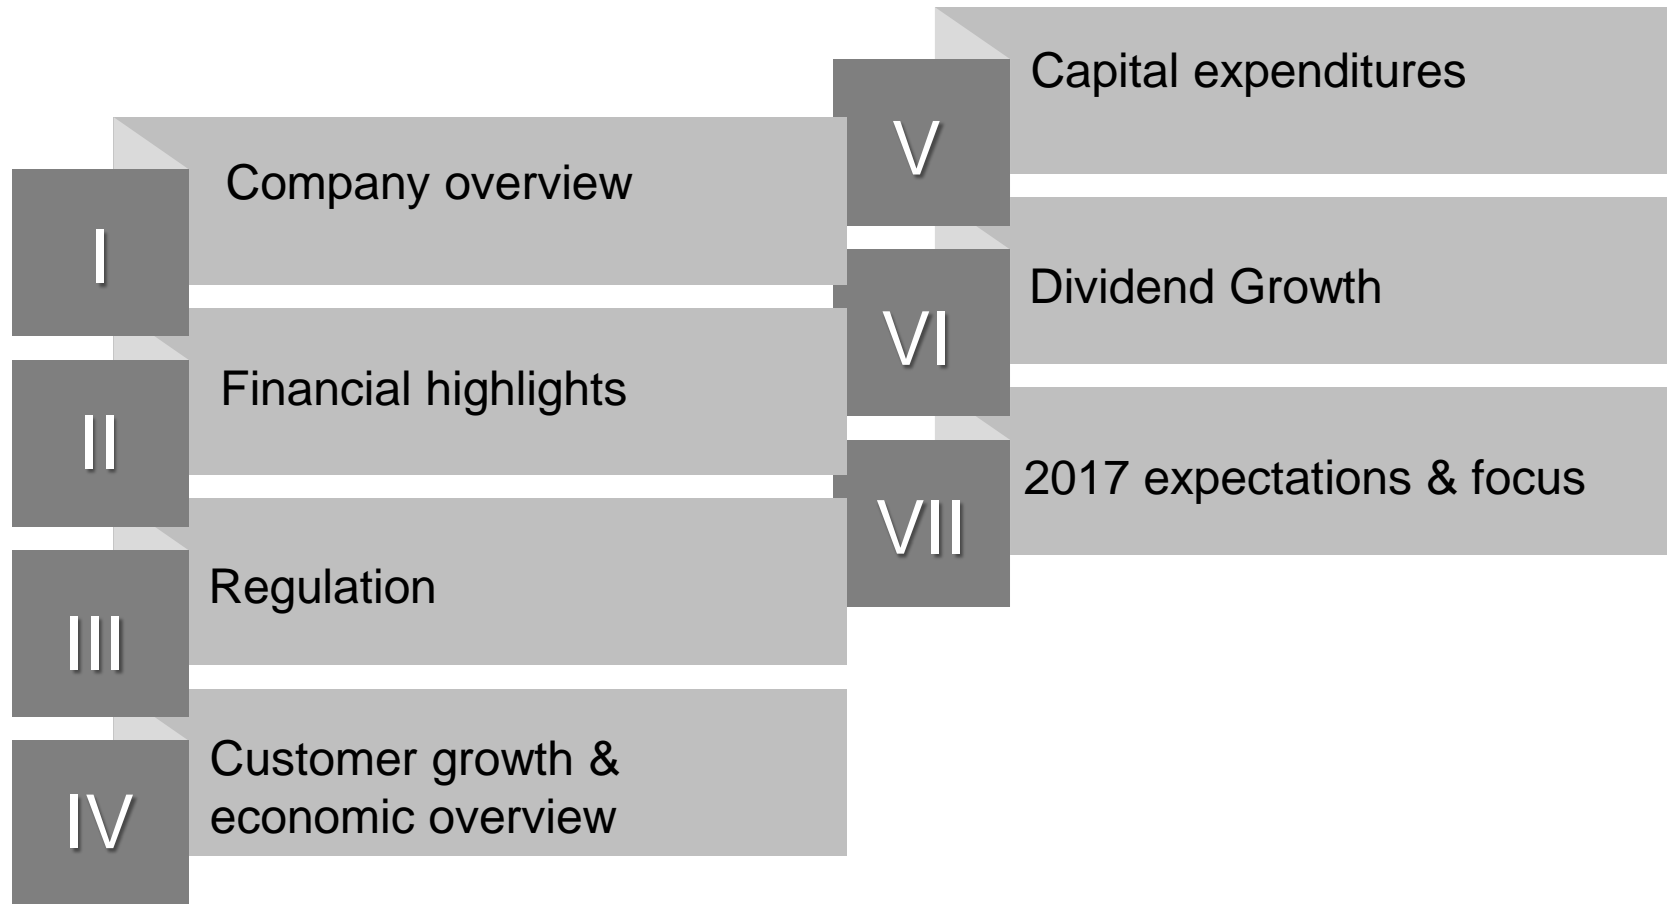 I
Company overview
II
Financial highlights
III
Regulation
IV
Customer growth &
economic overview
V
Capital expenditures
VI
Dividend Growth
VII
2017 expectations & focus